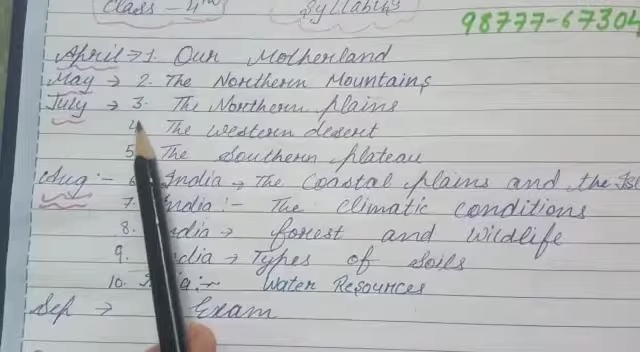 Class - 4th Syllabus
98777-67304
April → 1. Our Motherland
May → 2. The Northern Mountains
July → 3. The Northern plains
4. The western desert
5. The Southern plateau
Aug:- 6. India → The Coastal plains and the Isl
7. India:- The climatic conditions
8. India → forest and wildlife
9. India → Types of Soils
10. India:- Water Resources
Sep → Exam